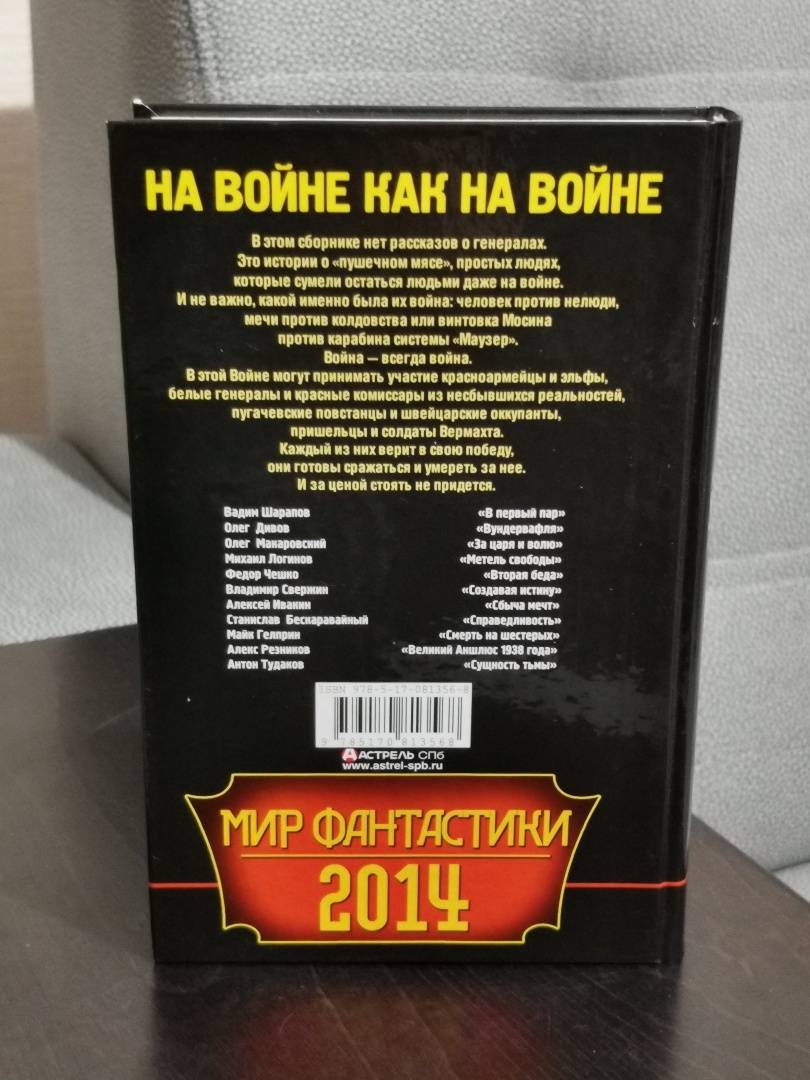 НА ВОЙНЕ КАК НА ВОЙНЕ
В этом сборнике нет рассказов о генералах.
Это истории о «пушечном мясе», простых людях,
которые сумели остаться людьми даже на войне.
И не важно, какой именно была их война: человек против нелюди,
мечи против колдовства или винтовка Мосина
против карабина системы «Маузер».
Война — всегда война.
В этой Войне могут принимать участие красноармейцы и эльфы,
белые генералы и красные комиссары из несбывшихся реальностей,
пугачевские повстанцы и швейцарские оккупанты,
пришельцы и солдаты Вермахта.
Каждый из них верит в свою победу,
они готовы сражаться и умереть за нее.
И за ценой стоять не придется.
Вадим Шарапов «В первый пар»
Олег Дивов «Вундервафля»
Олег Макаровский «За царя и волю»
Михаил Логинов «Метель свободы»
Федор Чешко «Вторая беда»
Владимир Свержин «Создавая истину»
Алексей Ивакин «Сбыча мечт»
Станислав Бескаравайный «Справедливость»
Майк Гелприн «Смерть на шестерых»
Алекс Резников «Великий Аншлюс 1938 года»
Антон Тудаков «Сущность тьмы»
ISBN 978-5-17-081356-8
9 785170 813568
АСТРЕЛЬ СПб
www.astrel-spb.ru
МИР ФАНТАСТИКИ
2014